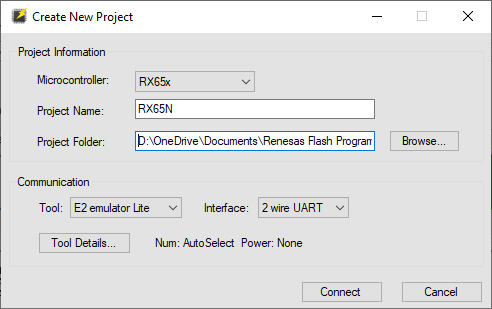 Create New Project
Project Information
Microcontroller: RX65x
Project Name: RX65N
Project Folder: D:\OneDrive\Documents\Renesas Flash Program Browse...
Communication
Tool: E2 emulator Lite Interface: 2 wire UART
Tool Details... Num: AutoSelect Power: None
Connect Cancel